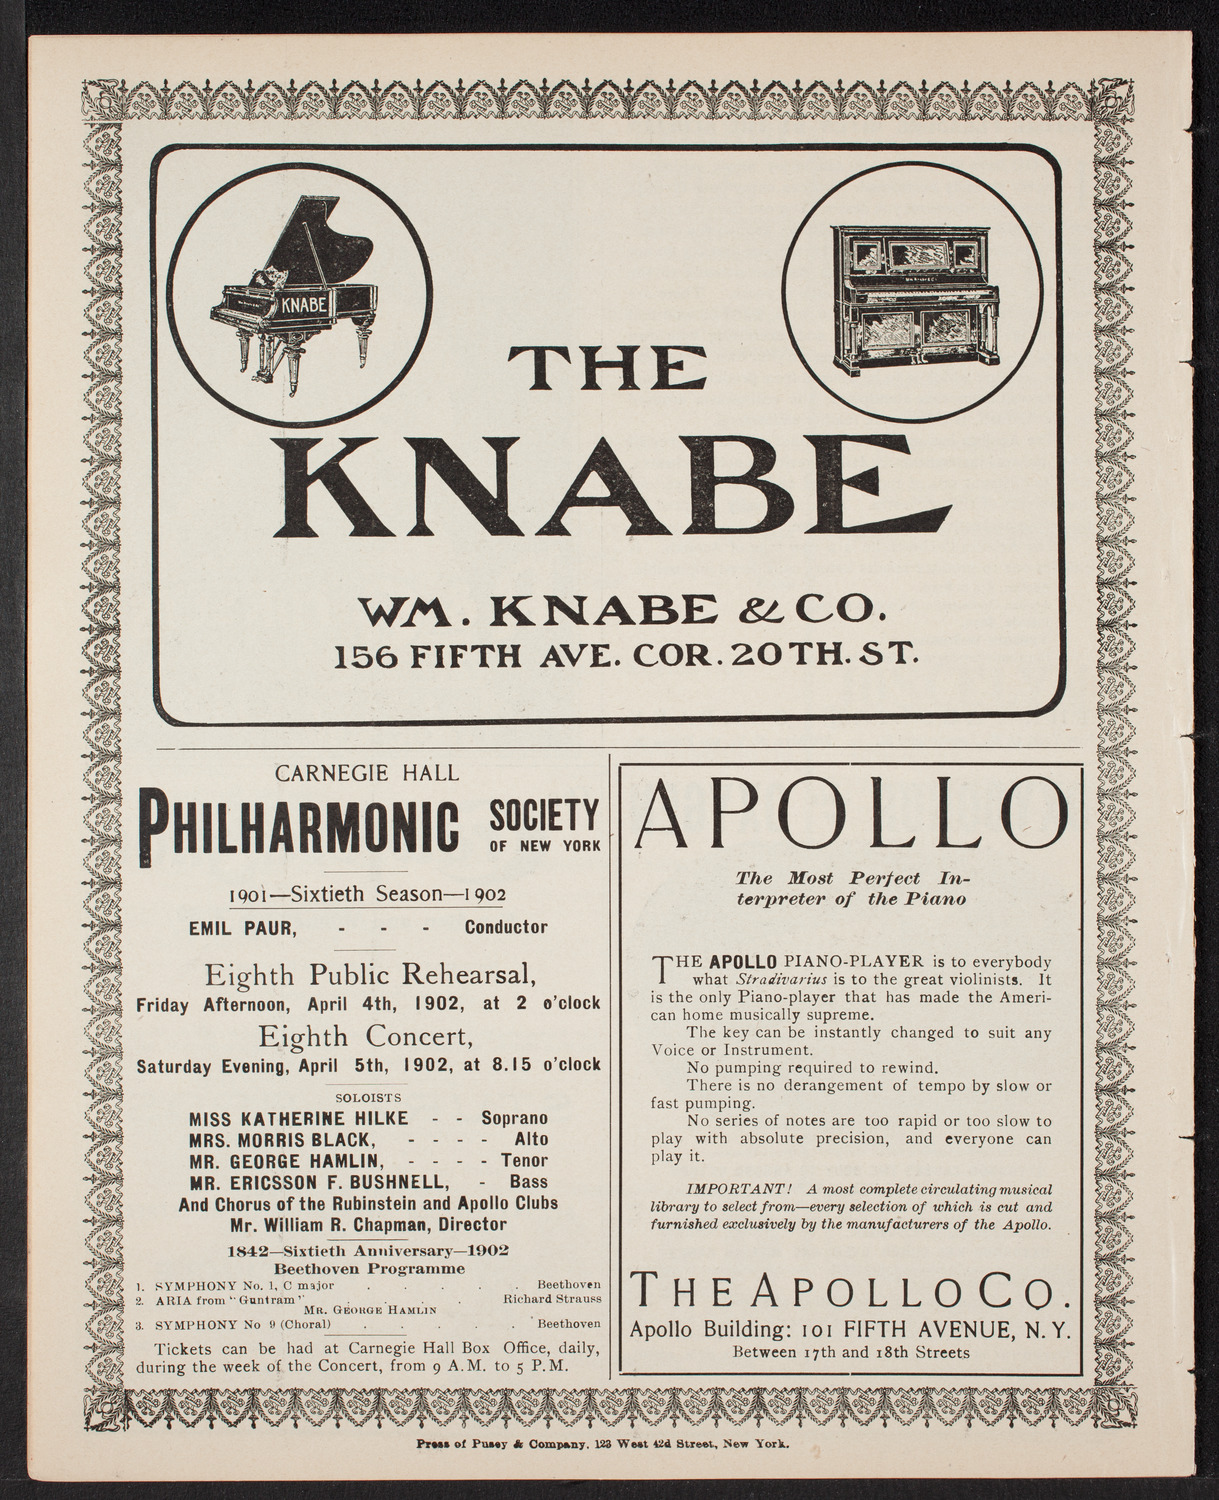 KNABE
THE
KNABE
WM. KNABE & CO.
156 FIFTH AVE. COR. 20TH. ST.
CARNEGIE HALL
PHILHARMONIC SOCIETY
OF NEW YORK
1901—Sixtieth Season—1902
EMIL PAUR, - - - Conductor
Eighth Public Rehearsal,
Friday Afternoon, April 4th, 1902, at 2 o'clock
Eighth Concert,
Saturday Evening, April 5th, 1902, at 8.15 o'clock
SOLOISTS
MISS KATHERINE HILKE - - Soprano
MRS. MORRIS BLACK, - - - - Alto
MR. GEORGE HAMLIN, - - - - Tenor
MR. ERICSSON F. BUSHNELL, - Bass
And Chorus of the Rubinstein and Apollo Clubs
Mr. William R. Chapman, Director
1842—Sixtieth Anniversary—1902
Beethoven Programme
1. SYMPHONY No. 1, C major . . . . Beethoven
2. ARIA from "Guntram" . . . Richard Strauss
MR. GEORGE HAMLIN
3. SYMPHONY No 9 (Choral) . . . . Beethoven
Tickets can be had at Carnegie Hall Box Office, daily,
during the week of the Concert, from 9 A.M. to 5 P.M.
APOLLO
The Most Perfect In-
terpreter of the Piano
THE APOLLO PIANO-PLAYER is to everybody
what Stradivarius is to the great violinists. It
is the only Piano-player that has made the Ameri-
can home musically supreme.
The key can be instantly changed to suit any
Voice or Instrument.
No pumping required to rewind.
There is no derangement of tempo by slow or
fast pumping.
No series of notes are too rapid or too slow to
play with absolute precision, and everyone can
play it.
IMPORTANT! A most complete circulating musical
library to select from—every selection of which is cut and
furnished exclusively by the manufacturers of the Apollo.
THE APOLLO CO.
Apollo Building: 101 FIFTH AVENUE, N. Y.
Between 17th and 18th Streets
Press of Pusey & Company, 123 West 42d Street, New York.